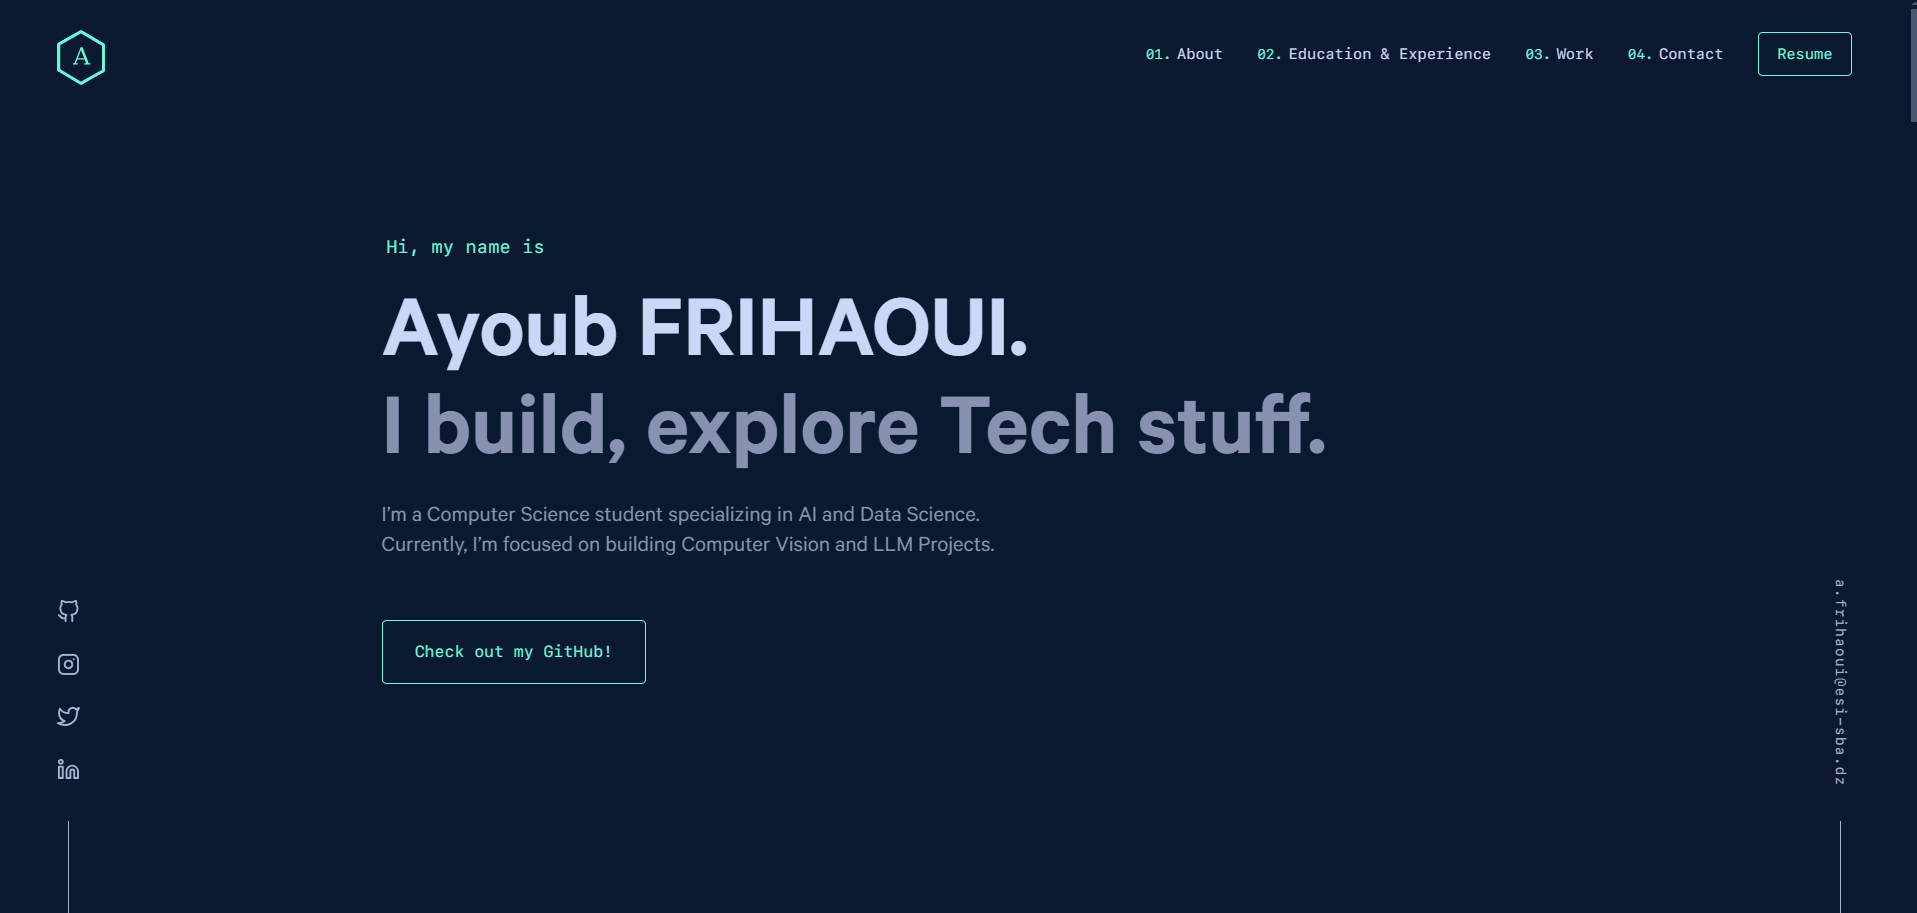 A
01. About
02. Education & Experience
03. Work
04. Contact
Resume
Hi, my name is
Ayoub FRIHAOUI.
I build, explore Tech stuff.
I’m a Computer Science student specializing in AI and Data Science.
Currently, I’m focused on building Computer Vision and LLM Projects.
Check out my GitHub!
in
a.frihaoui@esi-sba.dz